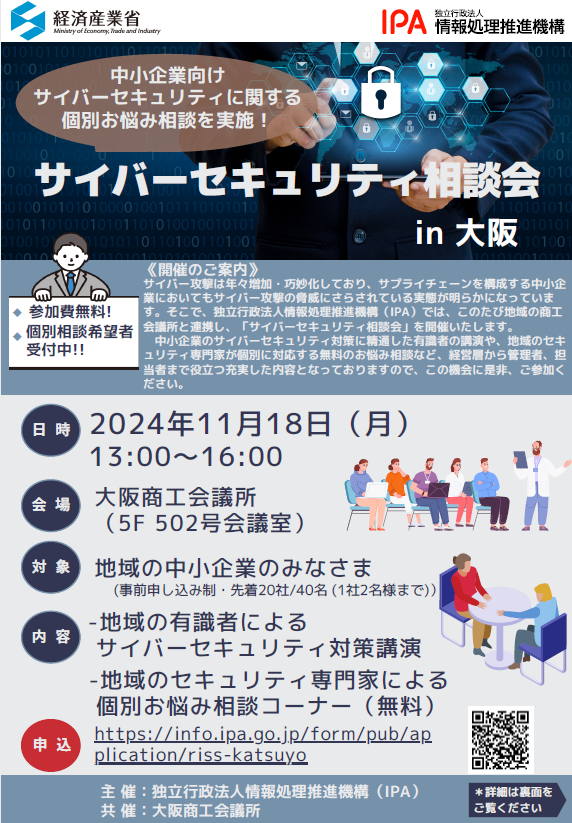 経済産業省
Ministry of Economy, Trade and Industry
IPA 独立行政法人
情報処理推進機構
中小企業向け
サイバーセキュリティに関する
個別お悩み相談を実施！
サイバーセキュリティ相談会
in 大阪
◆ 参加費無料!
◆ 個別相談希望者
受付中!!
《開催のご案内》
サイバー攻撃は年々増加・巧妙化しており、サプライチェーンを構成する中小企
業においてもサイバー攻撃の脅威にさらされている実態が明らかになっていま
す。そこで、独立行政法人情報処理推進機構（IPA）では、このたび地域の商工
会議所と連携し、「サイバーセキュリティ相談会」を開催いたします。
中小企業のサイバーセキュリティ対策に精通した有識者の講演や、地域のセキ
ュリティ専門家が個別に対応する無料のお悩み相談など、経営層から管理者、担
当者まで役立つ充実した内容となっておりますので、この機会に是非、ご参加く
ださい。
日 時
2024年11月18日（月）
13:00～16:00
会 場
大阪商工会議所
（5F 502号会議室）
対 象
地域の中小企業のみなさま
(事前申し込み制・先着20社/40名 (1社2名様まで))
内 容
-地域の有識者による
サイバーセキュリティ対策講演
-地域のセキュリティ専門家による
個別お悩み相談コーナー（無料）
申 込
https://info.ipa.go.jp/form/pub/ap
plication/riss-katsuyo
主 催：独立行政法人情報処理推進機構（IPA）
共 催：大阪商工会議所
＊詳細は裏面を
ご覧ください